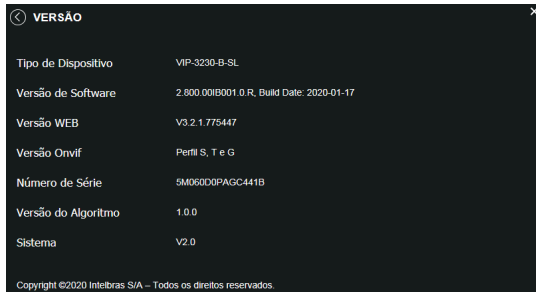 VERSÃO
Tipo de Dispositivo VIP-3230-B-SL
Versão de Software 2.800.00IB001.0.R, Build Date: 2020-01-17
Versão WEB V3.2.1.775447
Versão Onvif Perfil S, T e G
Número de Série 5M060D0PAGC441B
Versão do Algoritmo 1.0.0
Sistema V2.0
Copyright ©2020 Intelbras S/A – Todos os direitos reservados.